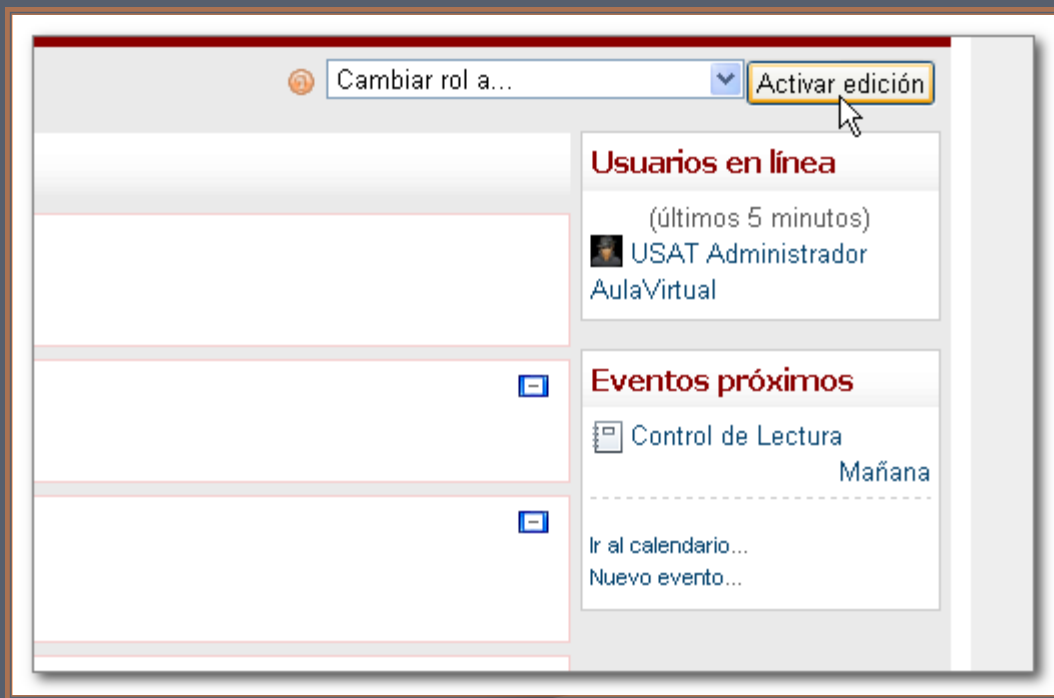 Cambiar rol a...
Activar edición
Usuarios en línea
(últimos 5 minutos)
USAT Administrador
AulaVirtual
Eventos próximos
Control de Lectura
Mañana
Ir al calendario...
Nuevo evento...